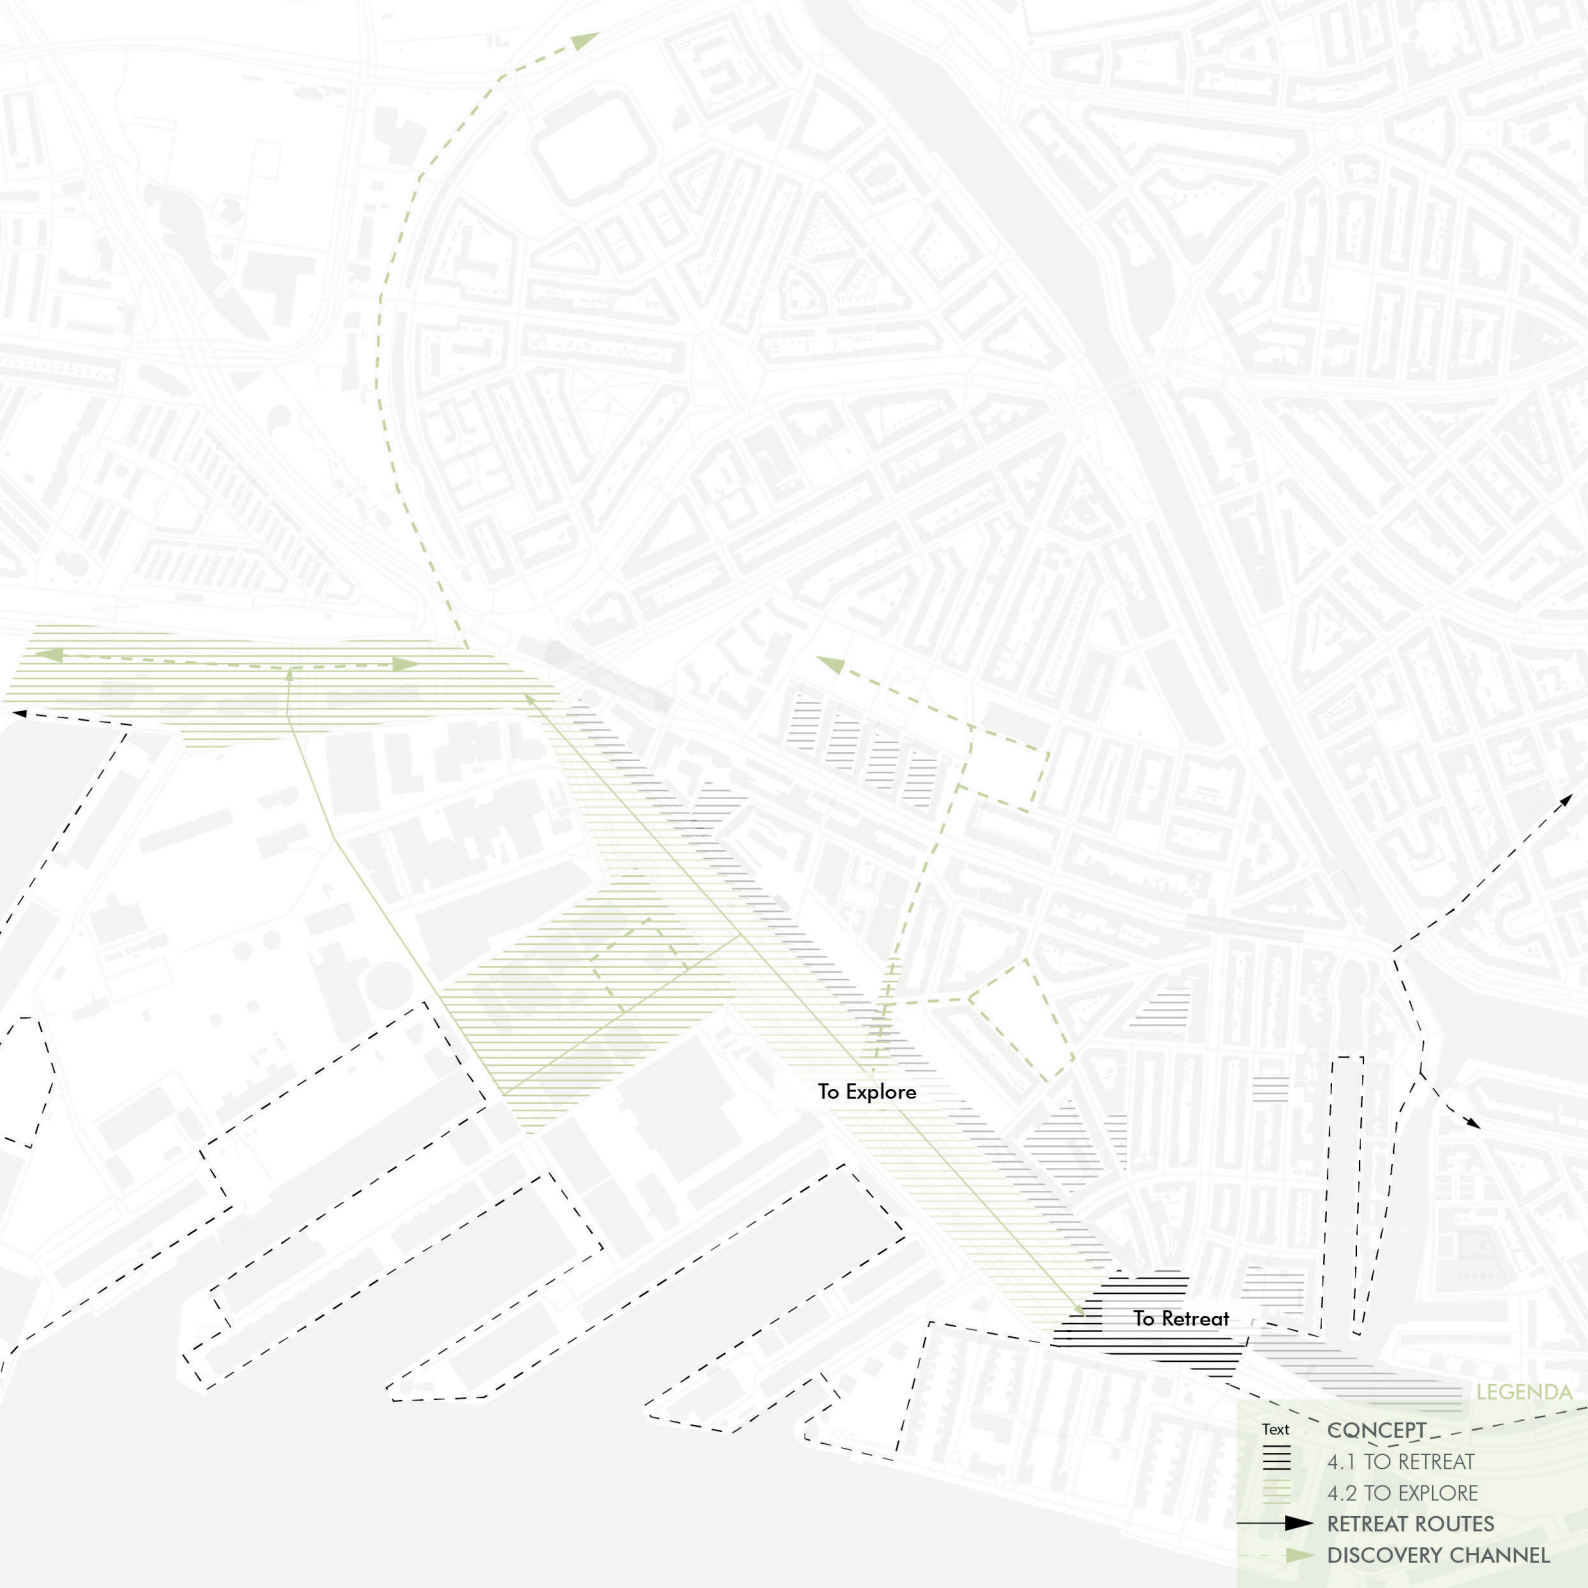 To Explore
To Retreat
LEGENDA
Text CONCEPT
4.1 TO RETREAT
4.2 TO EXPLORE
RETREAT ROUTES
DISCOVERY CHANNEL